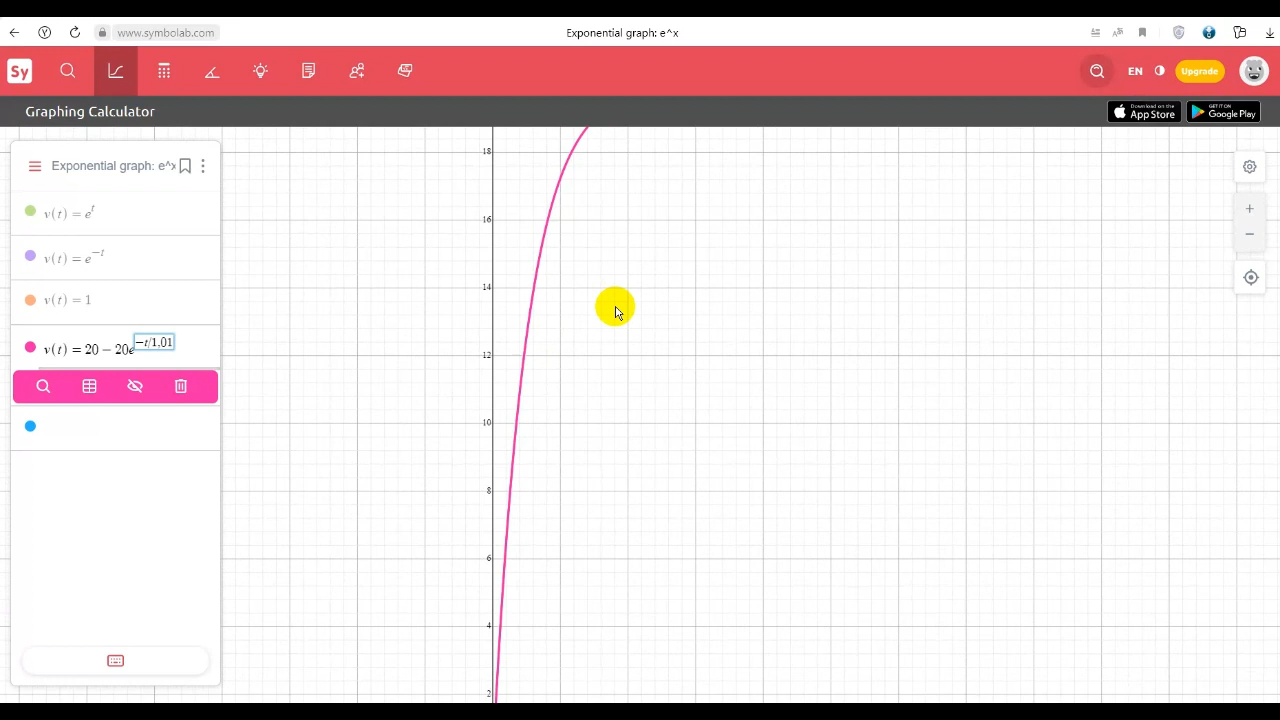 www.symbolab.com
Exponential graph: e^x
Sy
EN
Upgrade
Graphing Calculator
Download on the
App Store
GET IT ON
Google Play
Exponential graph: e^x
v(t) = e^t
v(t) = e^{-t}
v(t) = 1
v(t) = 20 − 20e^{-t/1,01}
18
16
14
12
10
8
6
4
2